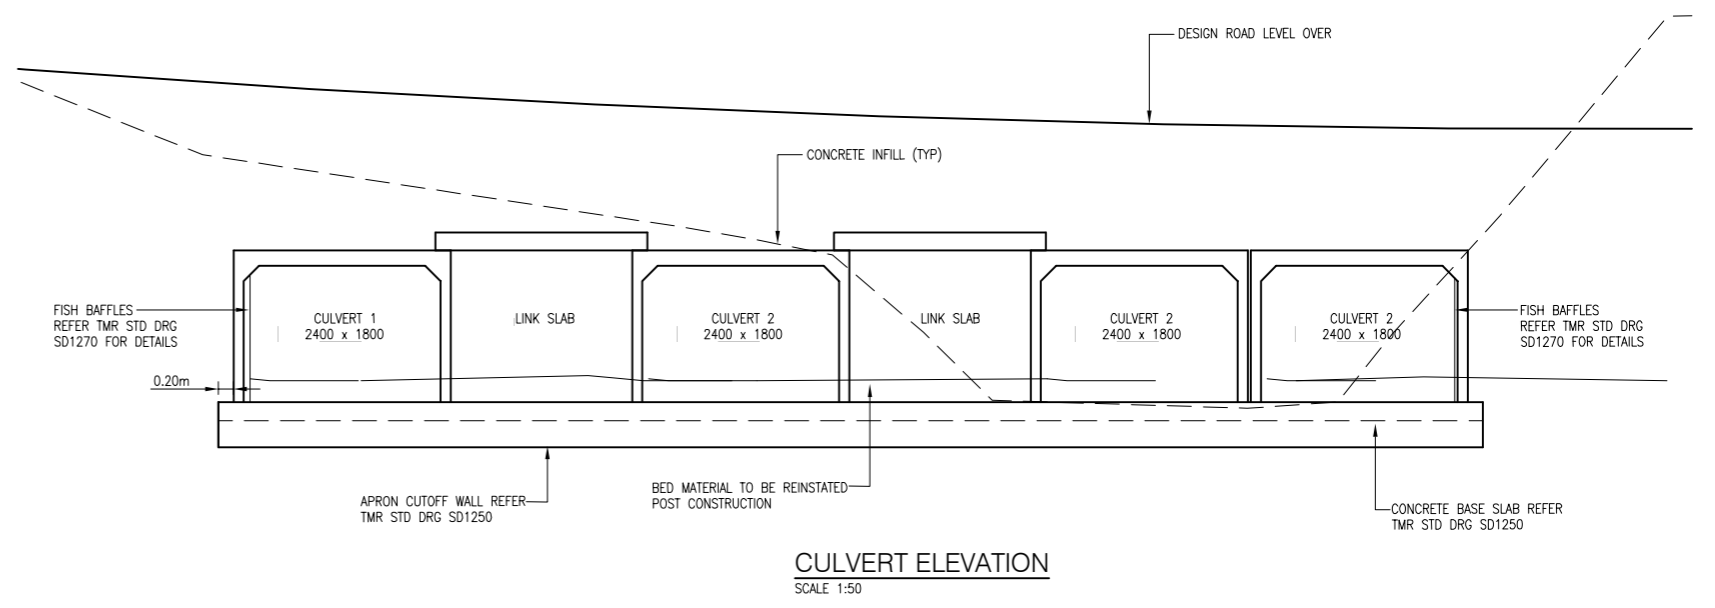 DESIGN ROAD LEVEL OVER
CONCRETE INFILL (TYP)
FISH BAFFLES
REFER TMR STD DRG
SD1270 FOR DETAILS
CULVERT 1
2400 x 1800
LINK SLAB
CULVERT 2
2400 x 1800
LINK SLAB
CULVERT 2
2400 x 1800
CULVERT 2
2400 x 1800
FISH BAFFLES
REFER TMR STD DRG
SD1270 FOR DETAILS
0.20m
APRON CUTOFF WALL REFER
TMR STD DRG SD1250
BED MATERIAL TO BE REINSTATED
POST CONSTRUCTION
CONCRETE BASE SLAB REFER
TMR STD DRG SD1250
CULVERT ELEVATION
SCALE 1:50